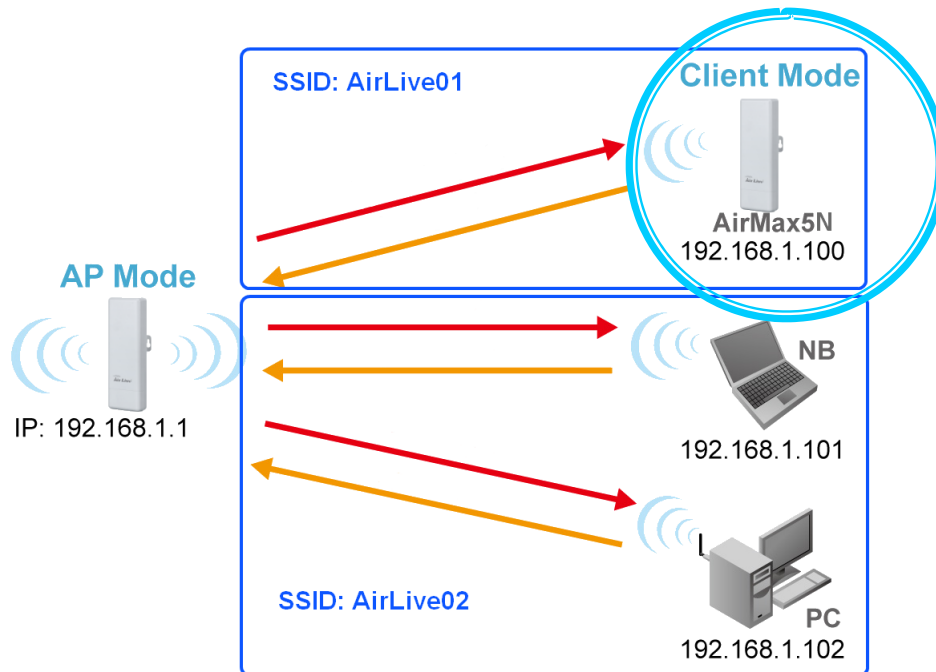 SSID: AirLive01
Client Mode
AirMax5N
192.168.1.100
AP Mode
IP: 192.168.1.1
NB
192.168.1.101
SSID: AirLive02
PC
192.168.1.102